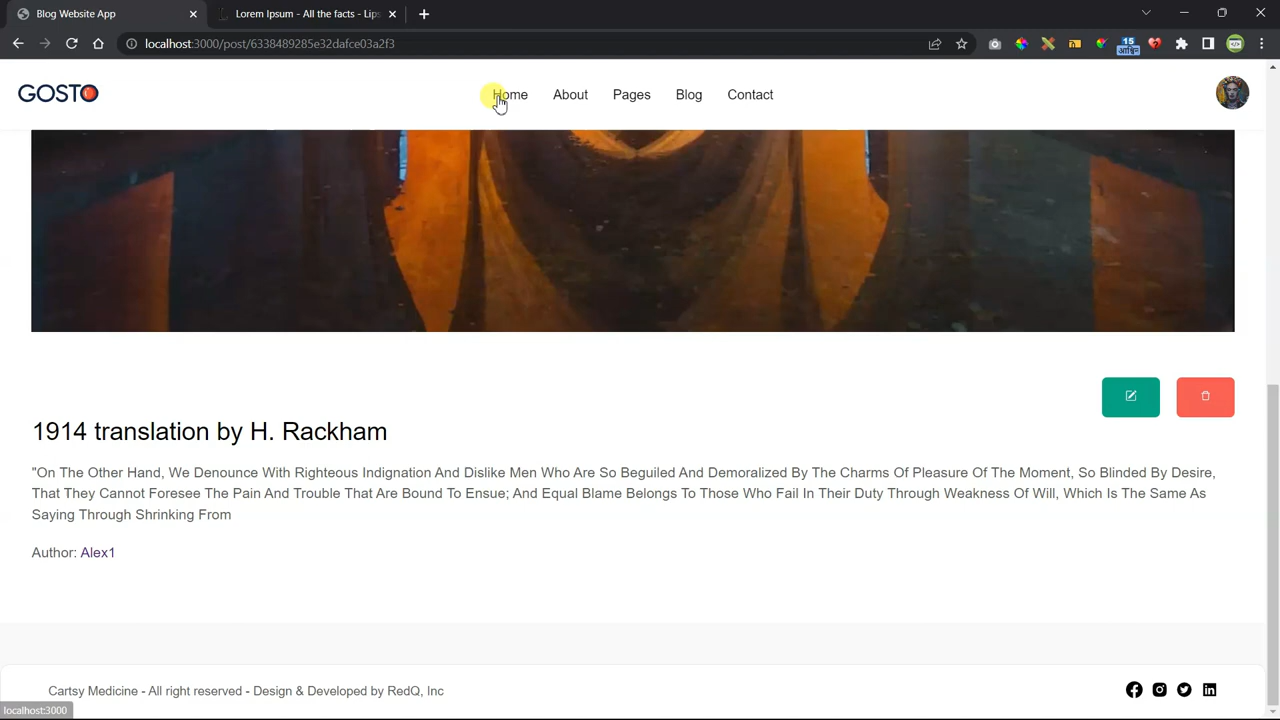 Blog Website App
Lorem Ipsum - All the facts - Lips
localhost:3000/post/6338489285e32dafce03a2f3
15
GOSTO
Home About Pages Blog Contact
1914 translation by H. Rackham
"On The Other Hand, We Denounce With Righteous Indignation And Dislike Men Who Are So Beguiled And Demoralized By The Charms Of Pleasure Of The Moment, So Blinded By Desire,
That They Cannot Foresee The Pain And Trouble That Are Bound To Ensue; And Equal Blame Belongs To Those Who Fail In Their Duty Through Weakness Of Will, Which Is The Same As
Saying Through Shrinking From
Author: Alex1
Cartsy Medicine - All right reserved - Design & Developed by RedQ, Inc
localhost:3000